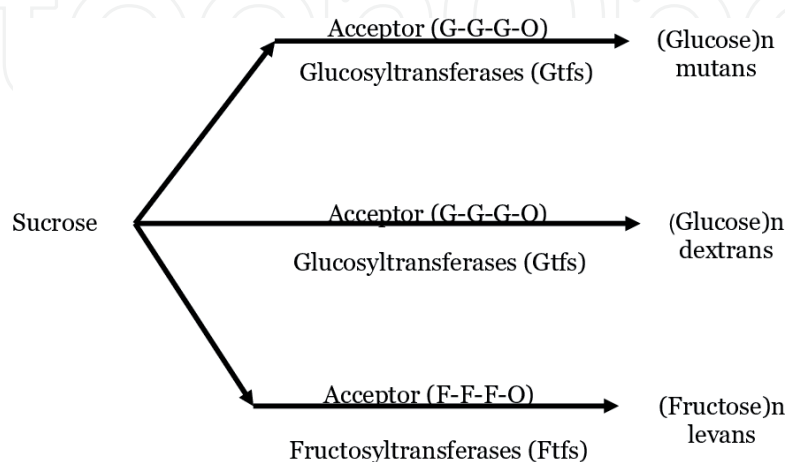 Acceptor (G-G-G-O)
Glucosyltransferases (Gtfs)
(Glucose)n
mutans
Sucrose
Acceptor (G-G-G-O)
Glucosyltransferases (Gtfs)
(Glucose)n
dextrans
Acceptor (F-F-F-O)
Fructosyltransferases (Ftfs)
(Fructose)n
levans